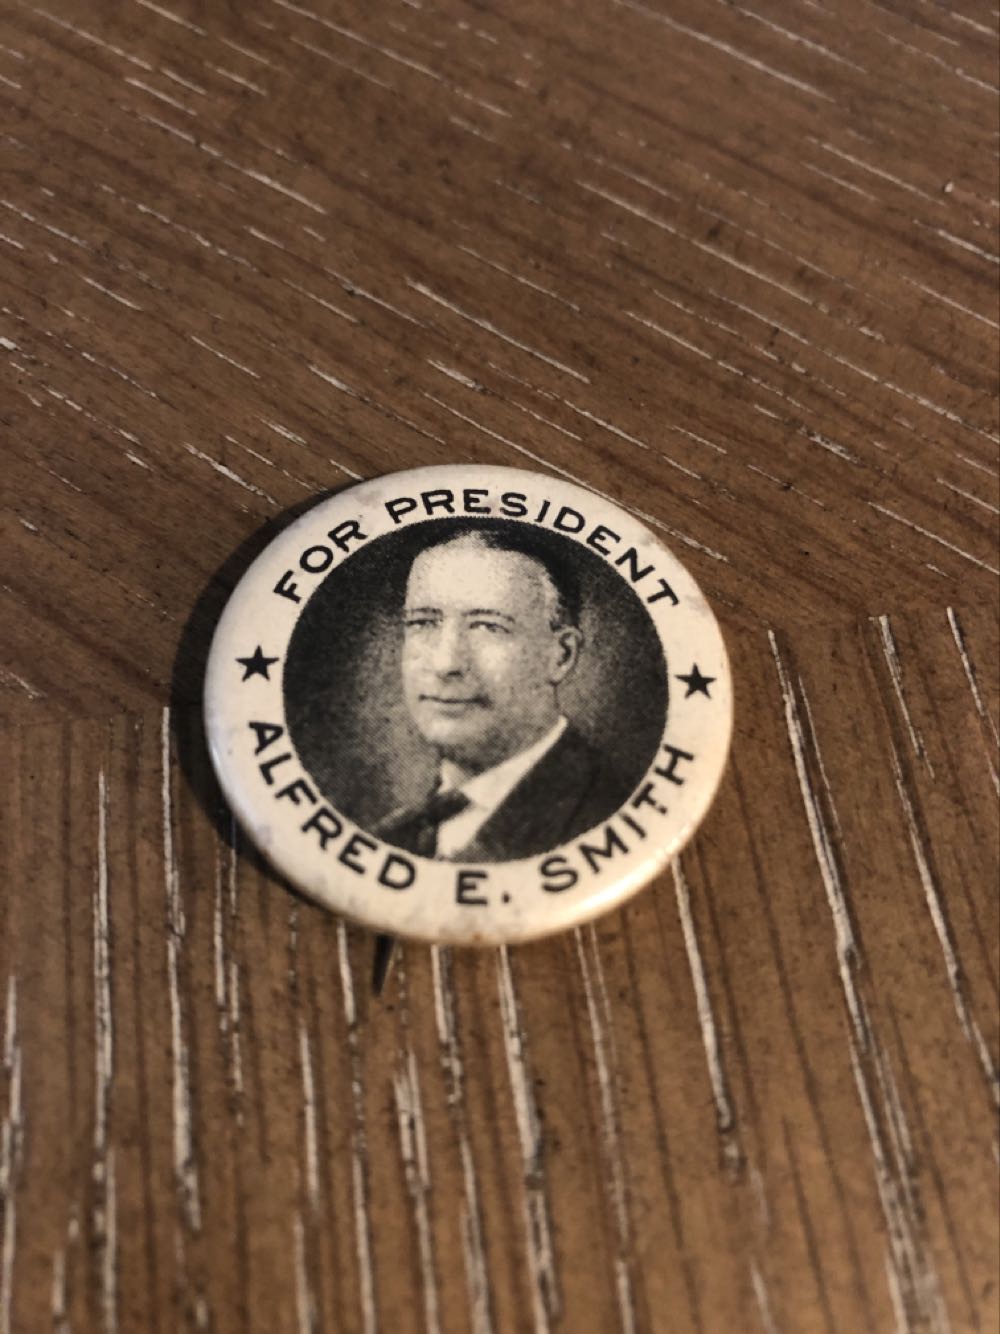 FOR PRESIDENT
★ ★
ALFRED E. SMITH